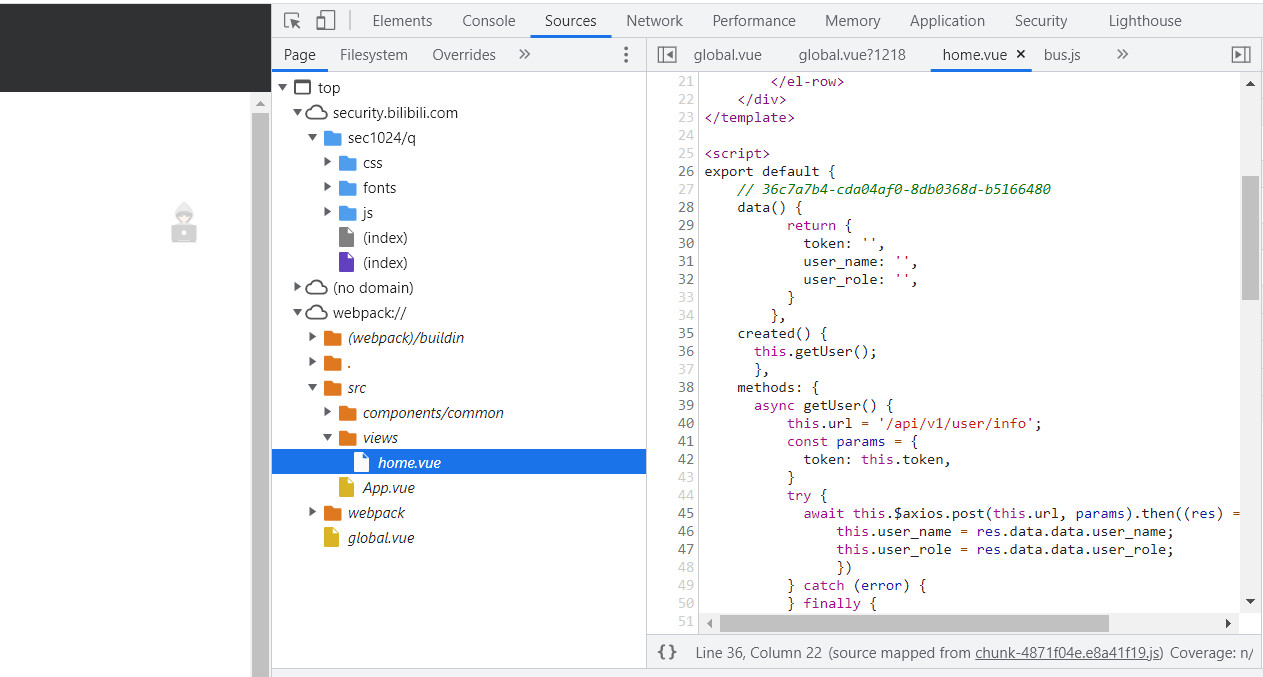 Elements Console Sources Network Performance Memory Application Security Lighthouse
Page Filesystem Overrides »
global.vue global.vue?1218 home.vue × bus.js »
top
security.bilibili.com
sec1024/q
css
fonts
js
(index)
(index)
(no domain)
webpack://
(webpack)/buildin
.
src
components/common
views
home.vue
App.vue
webpack
global.vue
21 </el-row>
22 </div>
23 </template>
24
25 <script>
26 export default {
27 // 36c7a7b4-cda04af0-8db0368d-b5166480
28 data() {
29 return {
30 token: '',
31 user_name: '',
32 user_role: '',
33 }
34 },
35 created() {
36 this.getUser();
37 },
38 methods: {
39 async getUser() {
40 this.url = '/api/v1/user/info';
41 const params = {
42 token: this.token,
43 }
44 try {
45 await this.$axios.post(this.url, params).then((res) =
46 this.user_name = res.data.data.user_name;
47 this.user_role = res.data.data.user_role;
48 })
49 } catch (error) {
50 } finally {
51
{} Line 36, Column 22 (source mapped from chunk-4871f04e.e8a41f19.js) Coverage: n/